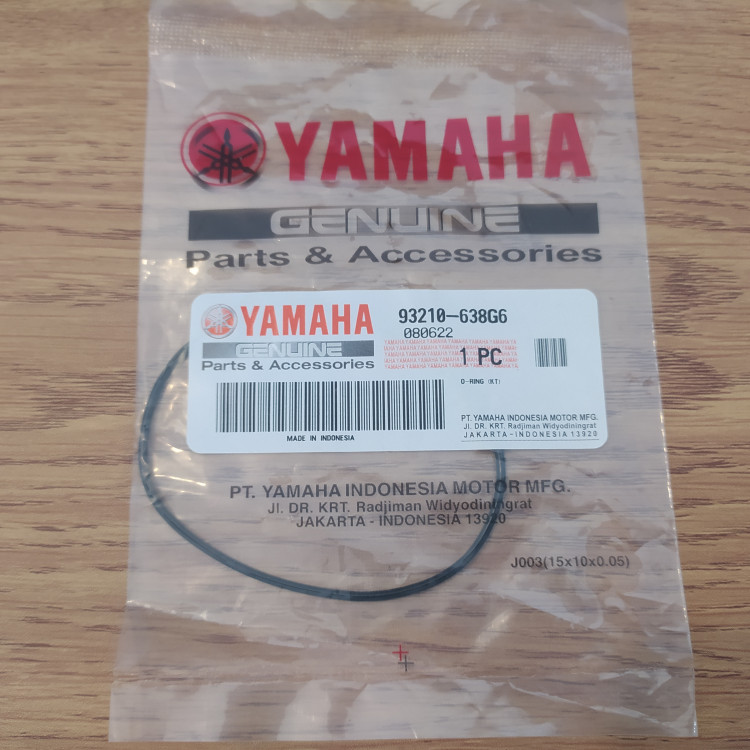 YAMAHA
GENUINE
Parts & Accessories
YAMAHA
GENUINE
Parts & Accessories
93210-638G6
080622
1 PC
O-RING (KT)
MADE IN INDONESIA
PT. YAMAHA INDONESIA MOTOR MFG.
Jl. DR. KRT. Radjiman Widyodiningrat
JAKARTA - INDONESIA 13920
PT. YAMAHA INDONESIA MOTOR MFG.
Jl. DR. KRT. Radjiman Widyodiningrat
JAKARTA - INDONESIA 13920
J003(15x10x0.05)